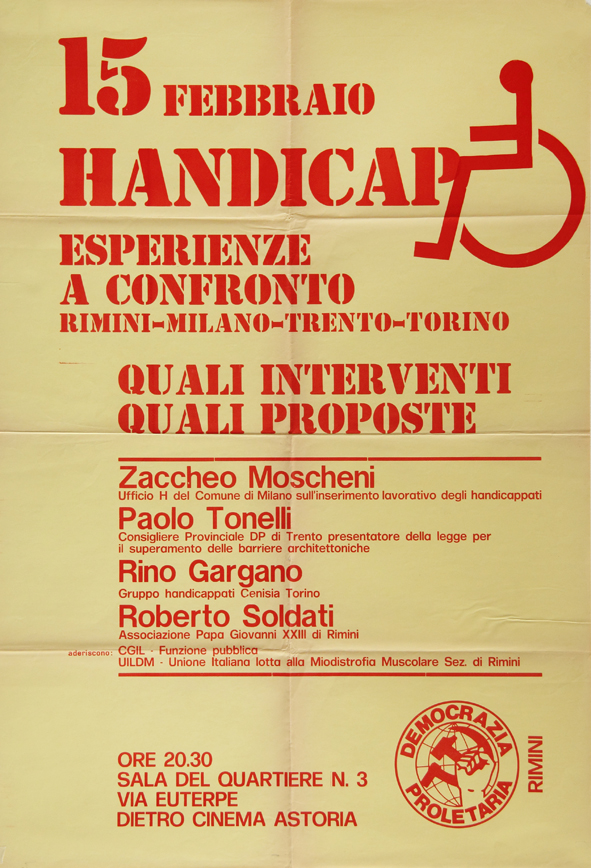 15 FEBBRAIO
HANDICAP
ESPERIENZE
A CONFRONTO
RIMINI-MILANO-TRENTO-TORINO
QUALI INTERVENTI
QUALI PROPOSTE
Zaccheo Moscheni
Ufficio H del Comune di Milano sull'inserimento lavorativo degli handicappati
Paolo Tonelli
Consigliere Provinciale DP di Trento presentatore della legge per
il superamento delle barriere architettoniche
Rino Gargano
Gruppo handicappati Cenisia Torino
Roberto Soldati
Associazione Papa Giovanni XXIII di Rimini
aderiscono: CGIL - Funzione pubblica
UILDM - Unione Italiana lotta alla Miodistrofia Muscolare Sez. di Rimini
ORE 20.30
SALA DEL QUARTIERE N. 3
VIA EUTERPE
DIETRO CINEMA ASTORIA
DEMOCRAZIA
PROLETARIA
RIMINI